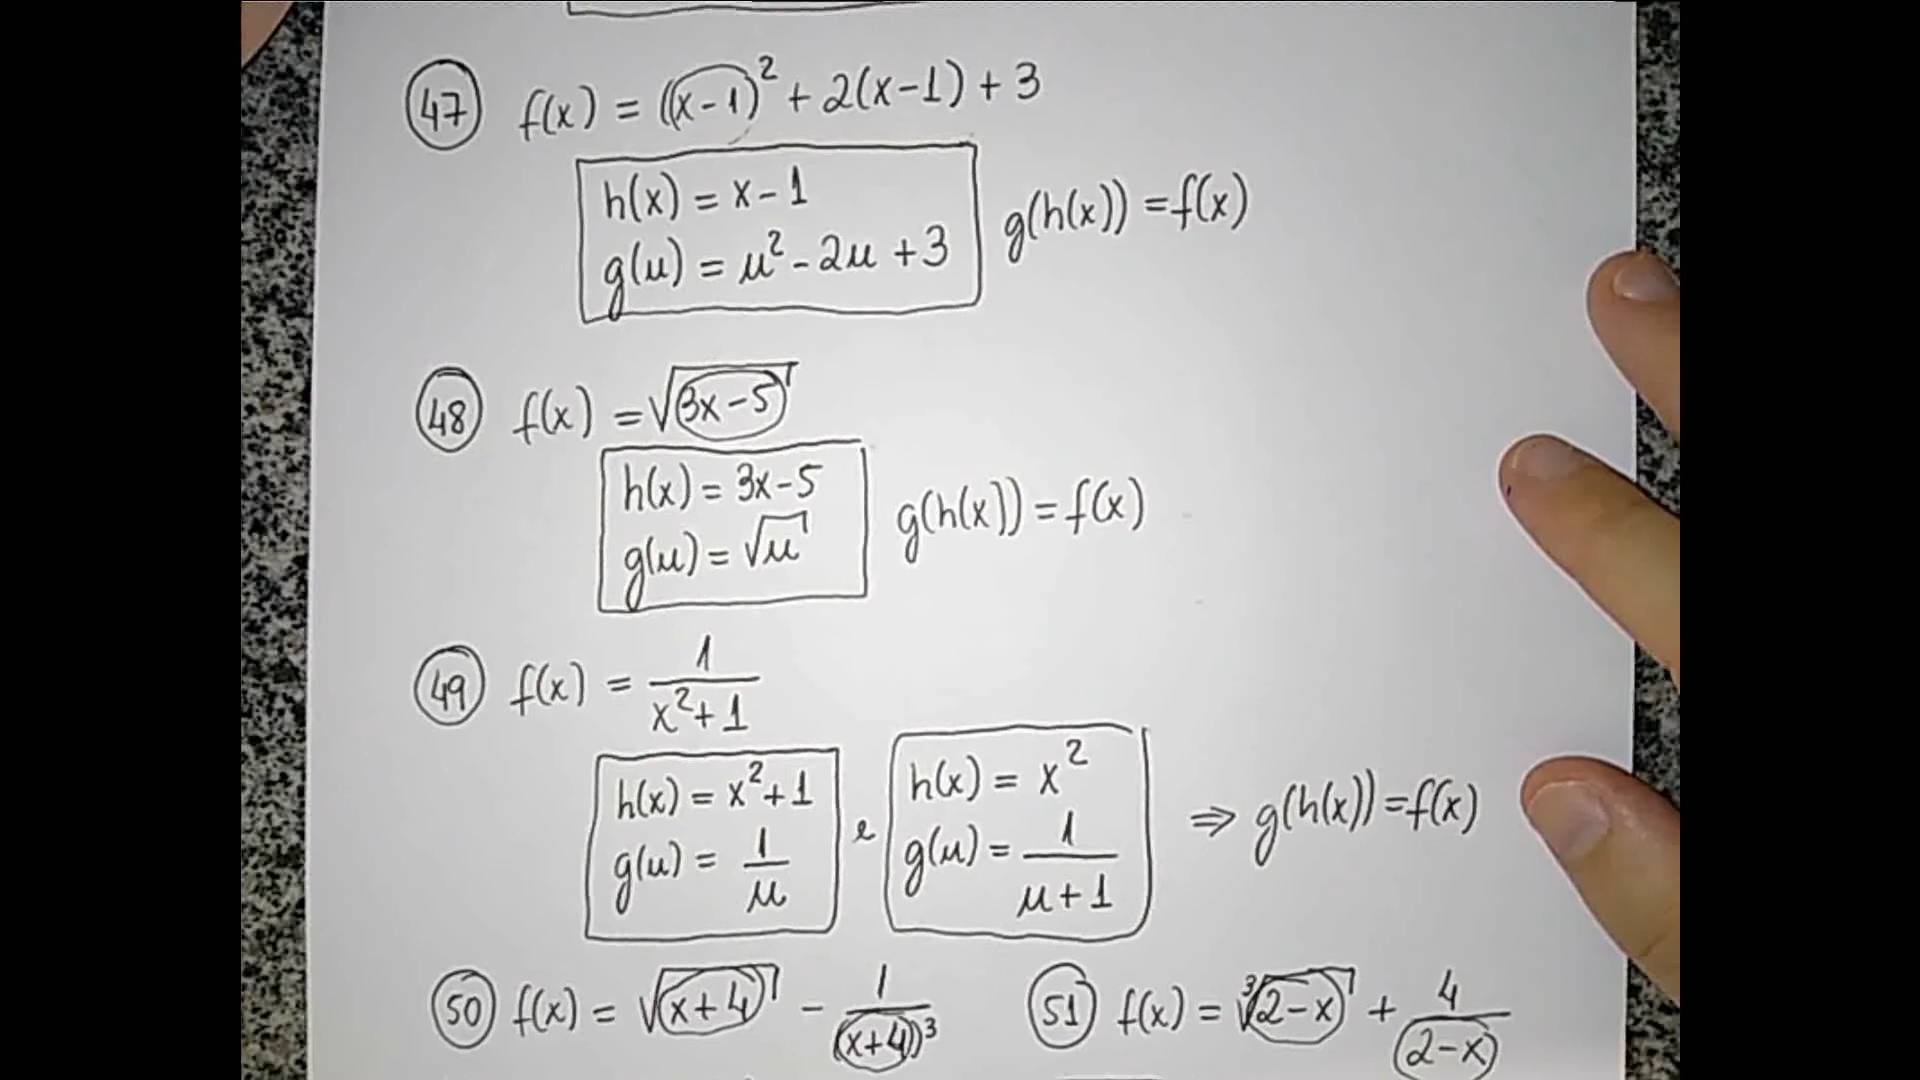 47 f(x) = (x-1)² + 2(x-1) + 3
h(x) = x-1
g(u) = u² - 2u + 3
g(h(x)) = f(x)
48 f(x) = √(3x-5)
h(x) = 3x-5
g(u) = √u
g(h(x)) = f(x)
49 f(x) = 1/(x²+1)
h(x) = x²+1
g(u) = 1/u
e
h(x) = x²
g(u) = 1/(u+1)
⇒ g(h(x)) = f(x)
50 f(x) = √(x+4) - 1/(x+4)³
51 f(x) = ³√(2-x) + 4/(2-x)